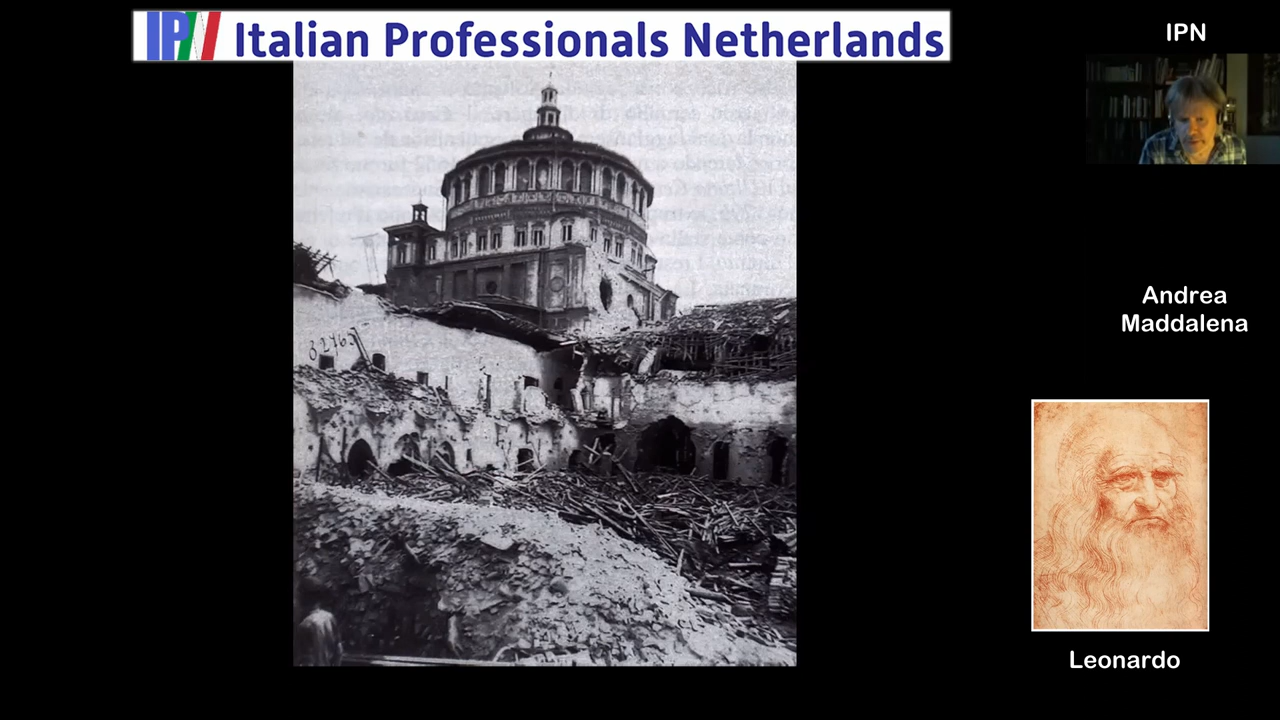 IPN Italian Professionals Netherlands
IPN
Andrea
Maddalena
Leonardo